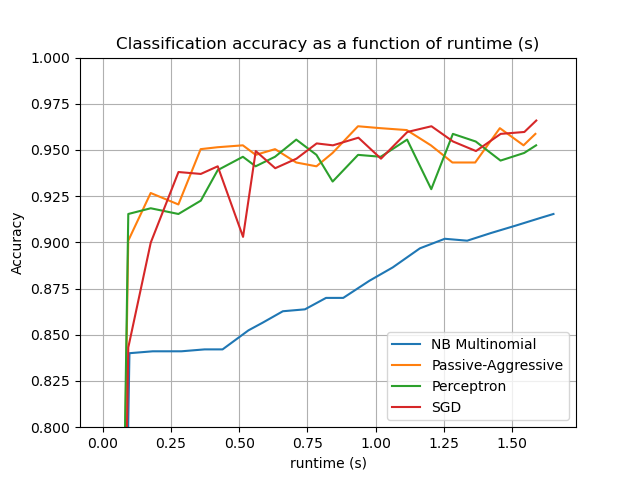 Classification accuracy as a function of runtime (s)
1.000
0.975
0.950
0.925
0.900
0.875
0.850
0.825
0.800
Accuracy
NB Multinomial
Passive-Aggressive
Perceptron
SGD
0.00 0.25 0.50 0.75 1.00 1.25 1.50
runtime (s)